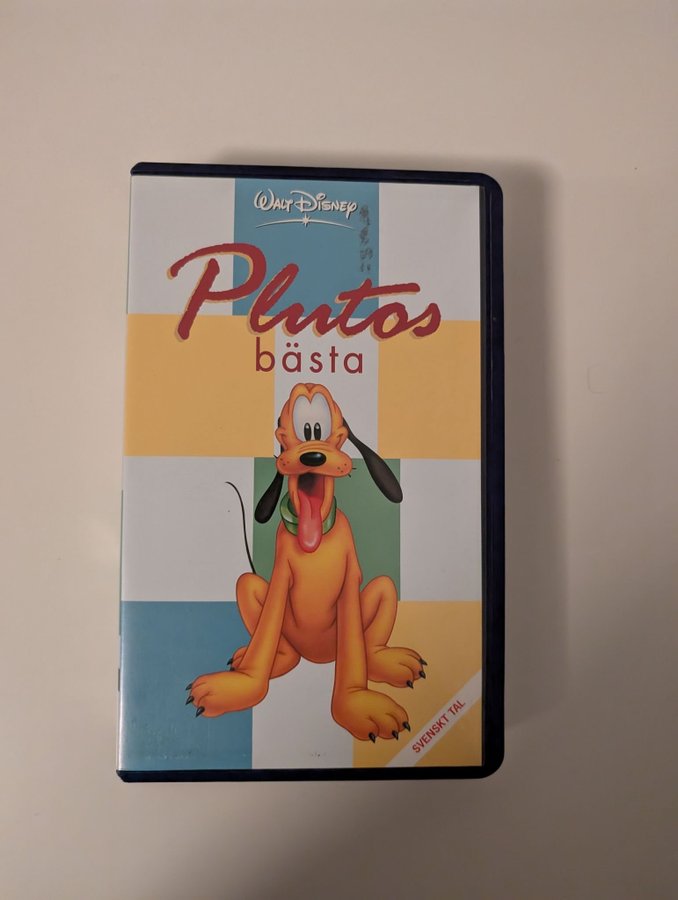 WALT DISNEY
Plutos
bästa
SVENSKT TAL